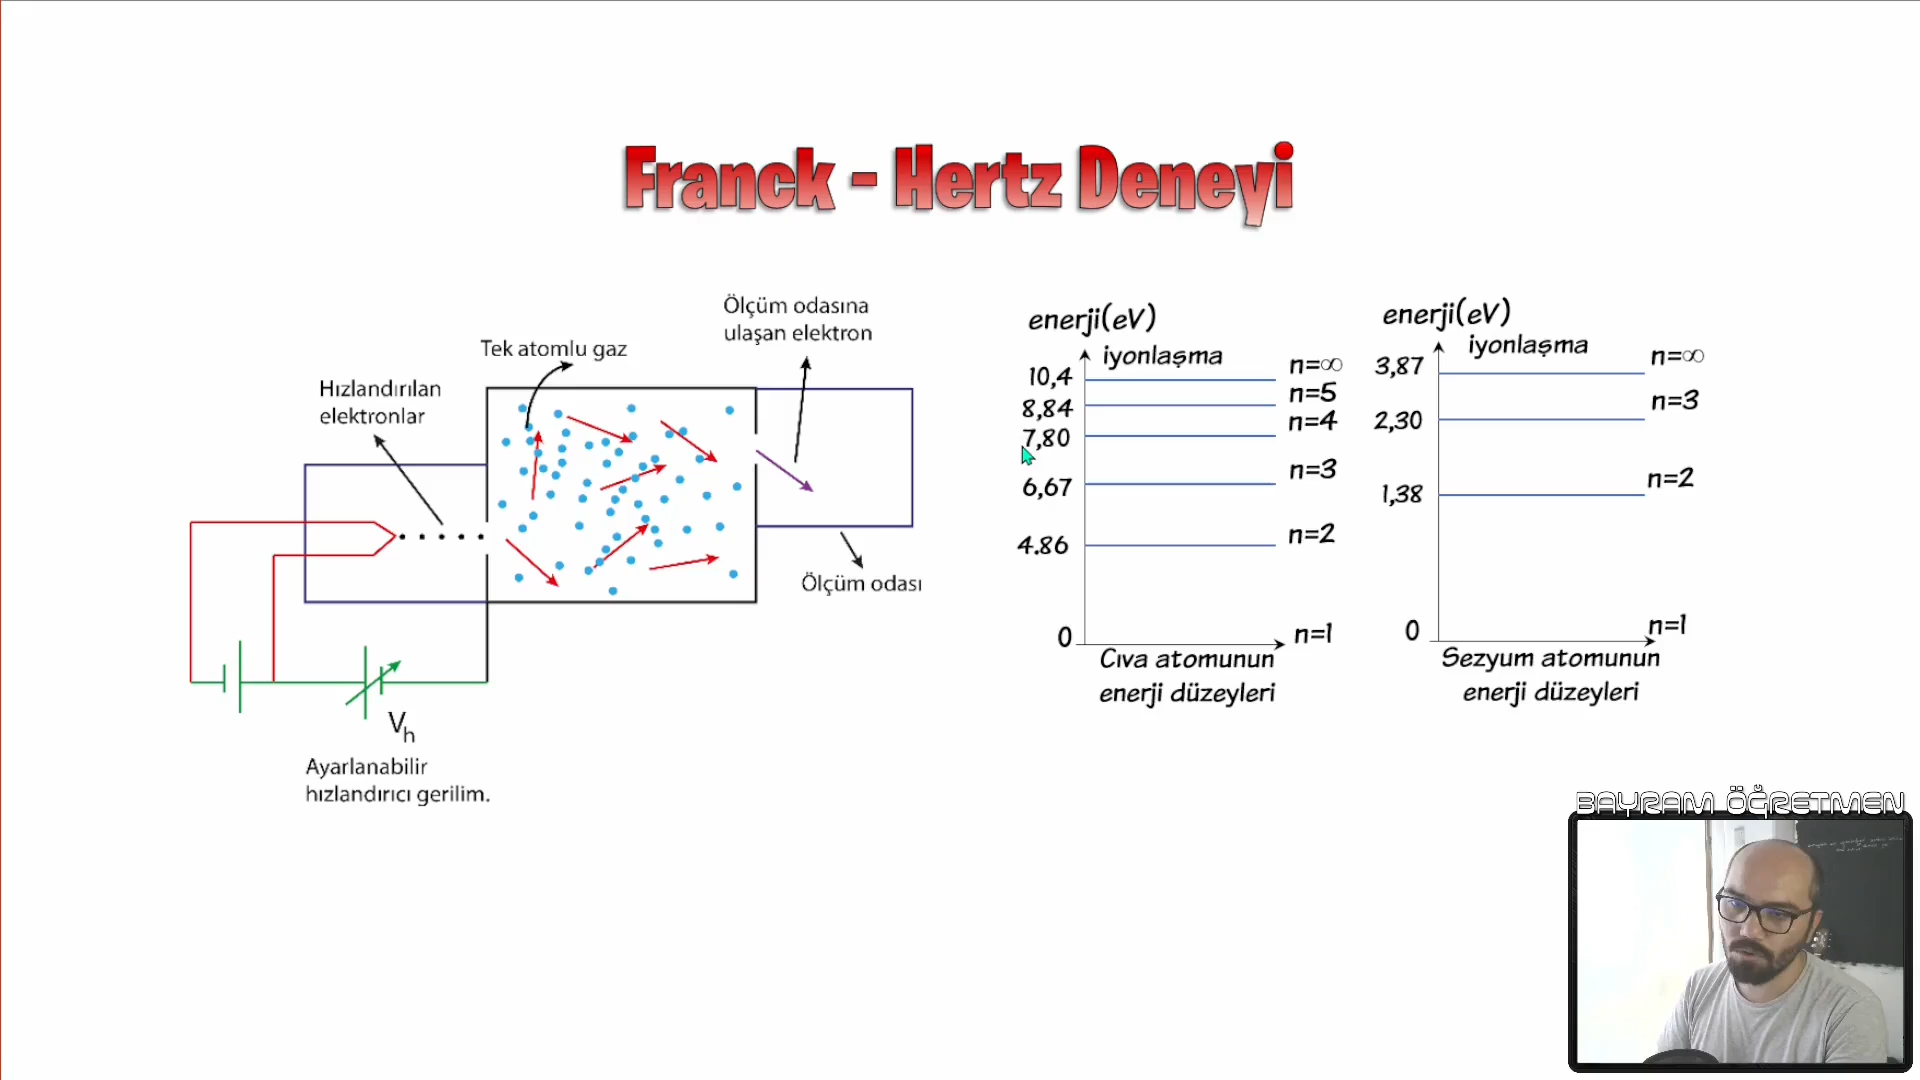 Franck - Hertz Deneyi
Ölçüm odasına
ulaşan elektron
Tek atomlu gaz
Hızlandırılan
elektronlar
Ölçüm odası
V_h
Ayarlanabilir
hızlandırıcı gerilim.
enerji(eV)
iyonlaşma
10,4
n=∞
8,84
n=5
7,80
n=4
6,67
n=3
4.86
n=2
0
n=1
Cıva atomunun
enerji düzeyleri
enerji(eV)
iyonlaşma
3,87
n=∞
2,30
n=3
1,38
n=2
0
n=1
Sezyum atomunun
enerji düzeyleri
BAYRAM ÖĞRETMEN